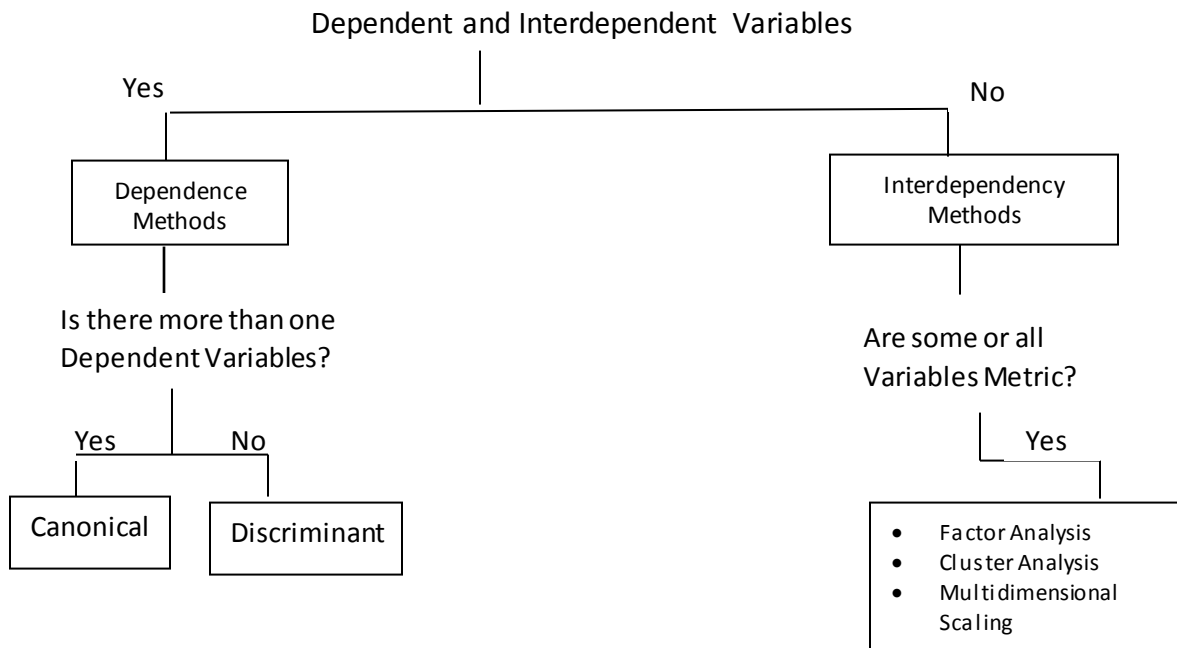 Dependent and Interdependent Variables
Yes
No
Dependence
Methods
Interdependency
Methods
Is there more than one
Dependent Variables?
Are some or all
Variables Metric?
Yes
No
Yes
Canonical
Discriminant
• Factor Analysis
• Cluster Analysis
• Multidimensional
Scaling